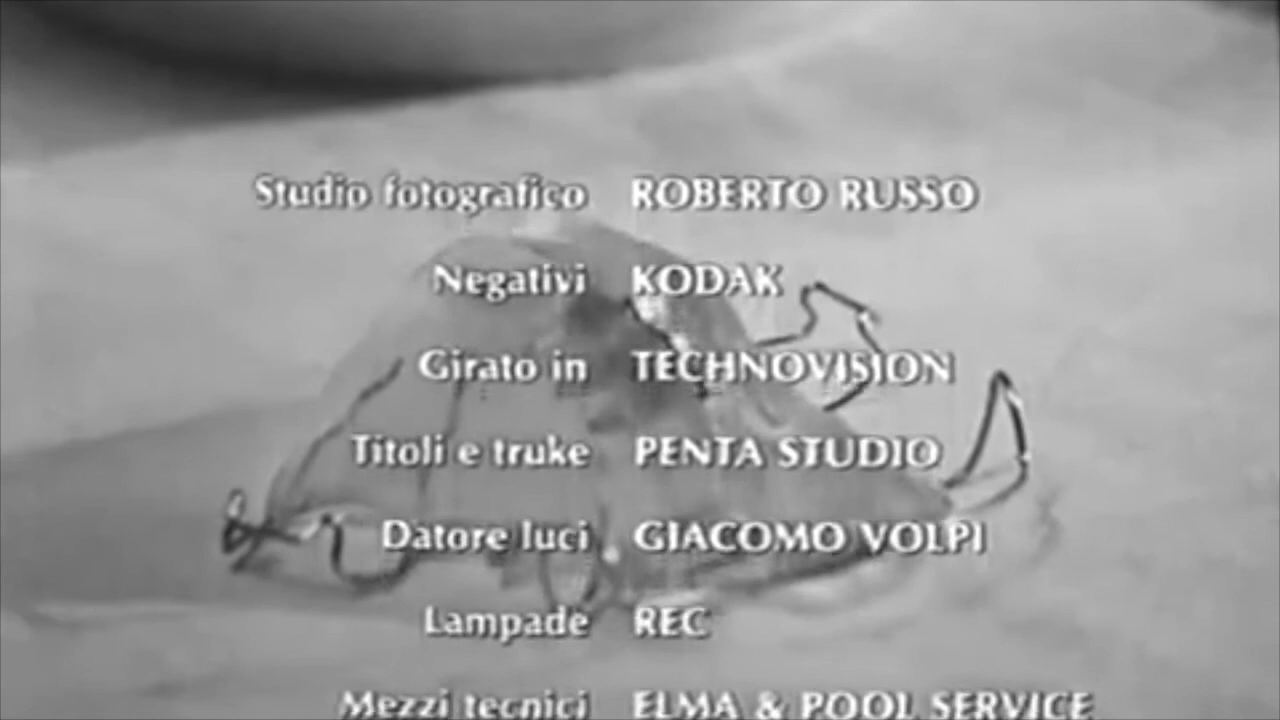 Studio fotografico ROBERTO RUSSO
Negativi KODAK
Girato in TECHNOVISION
Titoli e truke PENTA STUDIO
Datore luci GIACOMO VOLPI
Lampade REC
Mezzi tecnici ELMA & POOL SERVICE